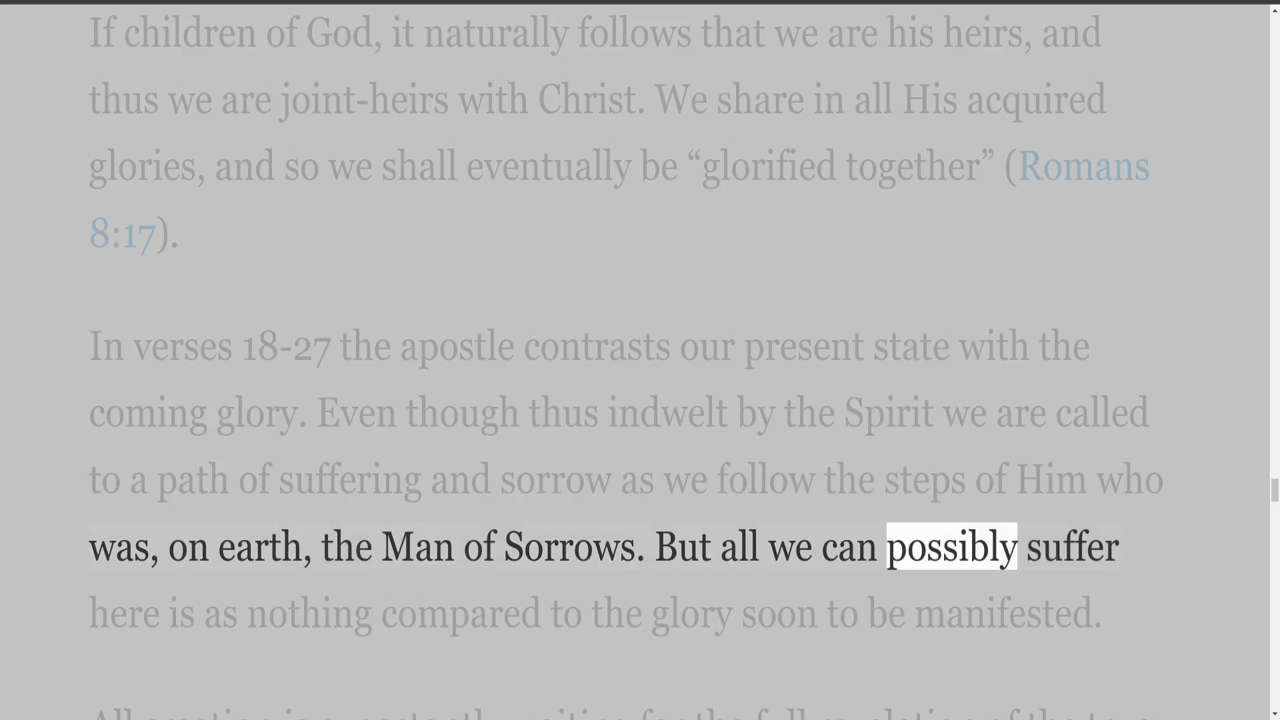 If children of God, it naturally follows that we are his heirs, and
thus we are joint-heirs with Christ. We share in all His acquired
glories, and so we shall eventually be “glorified together” (Romans
8:17).
In verses 18-27 the apostle contrasts our present state with the
coming glory. Even though thus indwelt by the Spirit we are called
to a path of suffering and sorrow as we follow the steps of Him who
was, on earth, the Man of Sorrows. But all we can possibly suffer
here is as nothing compared to the glory soon to be manifested.